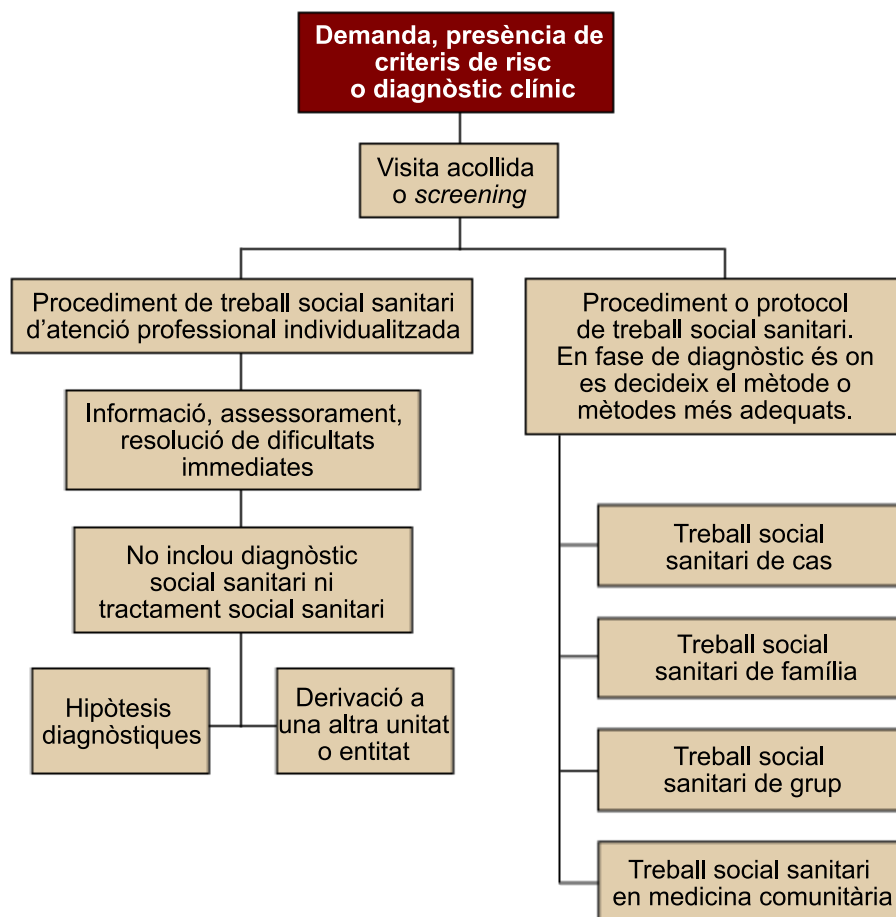 Demanda, presència de
criteris de risc
o diagnòstic clínic
Visita acollida
o screening
Procediment de treball social sanitari
d'atenció professional individualitzada
Informació, assessorament,
resolució de dificultats
immediates
No inclou diagnòstic
social sanitari ni
tractament social sanitari
Hipòtesis
diagnòstiques
Derivació a
una altra unitat
o entitat
Procediment o protocol
de treball social sanitari.
En fase de diagnòstic és on
es decideix el mètode o
mètodes més adequats.
Treball social
sanitari de cas
Treball social
sanitari de família
Treball social
sanitari de grup
Treball social sanitari
en medicina comunitària